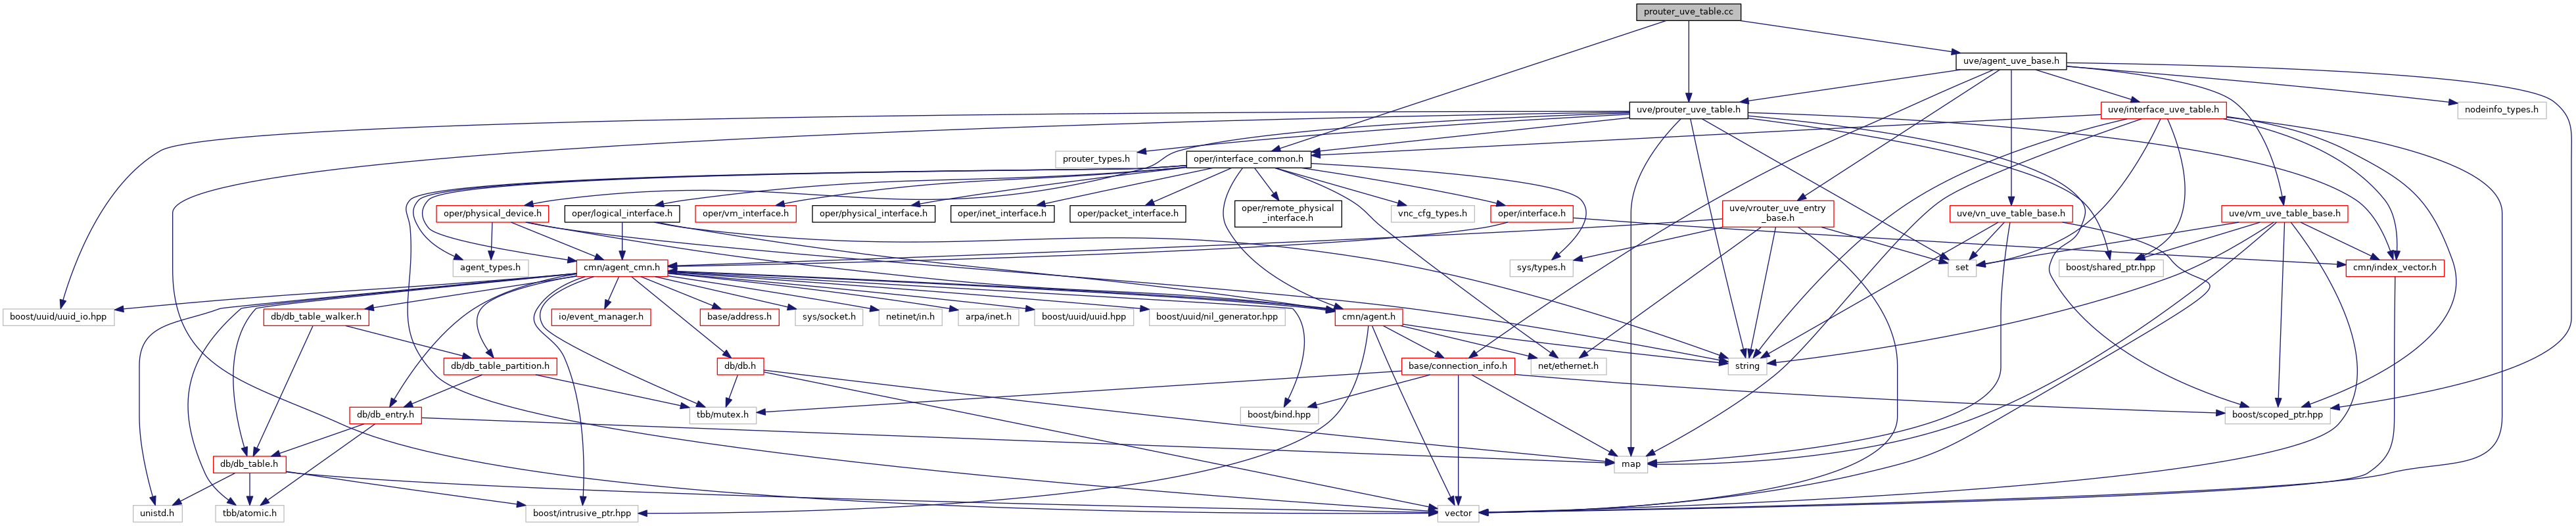 prouter_uve_table.cc
uve/agent_uve_base.h
uve/prouter_uve_table.h
uve/interface_uve_table.h
nodeinfo_types.h
prouter_types.h
oper/interface_common.h
oper/physical_device.h
oper/logical_interface.h
oper/vm_interface.h
oper/physical_interface.h
oper/inet_interface.h
oper/packet_interface.h
oper/remote_physical
_interface.h
vnc_cfg_types.h
oper/interface.h
uve/vrouter_uve_entry
_base.h
uve/vn_uve_table_base.h
uve/vm_uve_table_base.h
agent_types.h
cmn/agent_cmn.h
sys/types.h
set
boost/shared_ptr.hpp
cmn/index_vector.h
boost/uuid/uuid_io.hpp
db/db_table_walker.h
io/event_manager.h
base/address.h
sys/socket.h
netinet/in.h
arpa/inet.h
boost/uuid/uuid.hpp
boost/uuid/nil_generator.hpp
cmn/agent.h
db/db_table_partition.h
db/db.h
base/connection_info.h
net/ethernet.h
string
db/db_entry.h
tbb/mutex.h
boost/bind.hpp
boost/scoped_ptr.hpp
db/db_table.h
map
unistd.h
tbb/atomic.h
boost/intrusive_ptr.hpp
vector